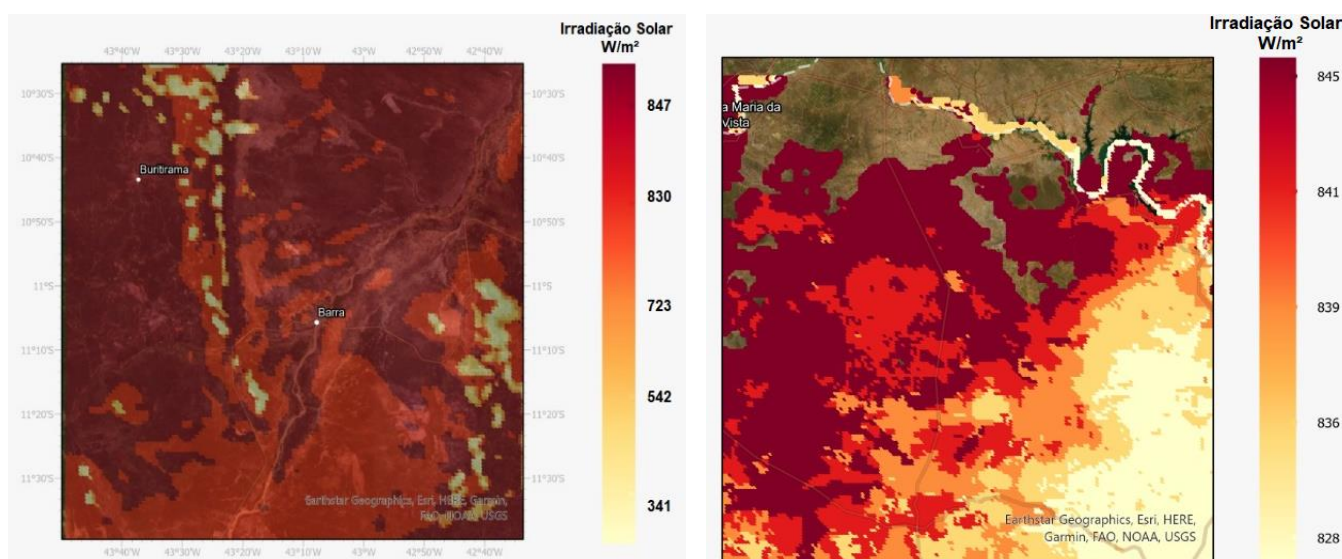 Irradiação Solar
W/m²
43°40'W 43°30'W 43°20'W 43°10'W 43°W 42°50'W 42°40'W
10°30'S 10°30'S
10°40'S 10°40'S
Buritirama
10°50'S 10°50'S
11°S 11°S
Barra
11°10'S 11°10'S
11°20'S 11°20'S
11°30'S 11°30'S
Earthstar Geographics, Esri, HERE, Garmin,
FAO, NOAA, USGS
43°40'W 43°30'W 43°20'W 43°10'W 43°W 42°50'W 42°40'W
847
830
723
542
341
Irradiação Solar
W/m²
a Maria da
Vista
Earthstar Geographics, Esri, HERE,
Garmin, FAO, NOAA, USGS
845
841
839
836
828